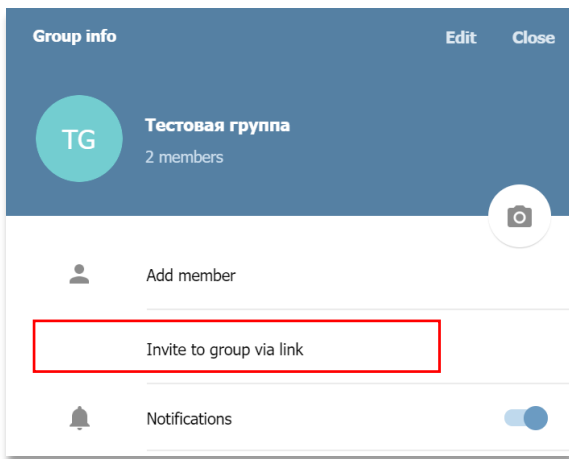 Group info Edit Close
TG
Тестовая группа
2 members
Add member
Invite to group via link
Notifications